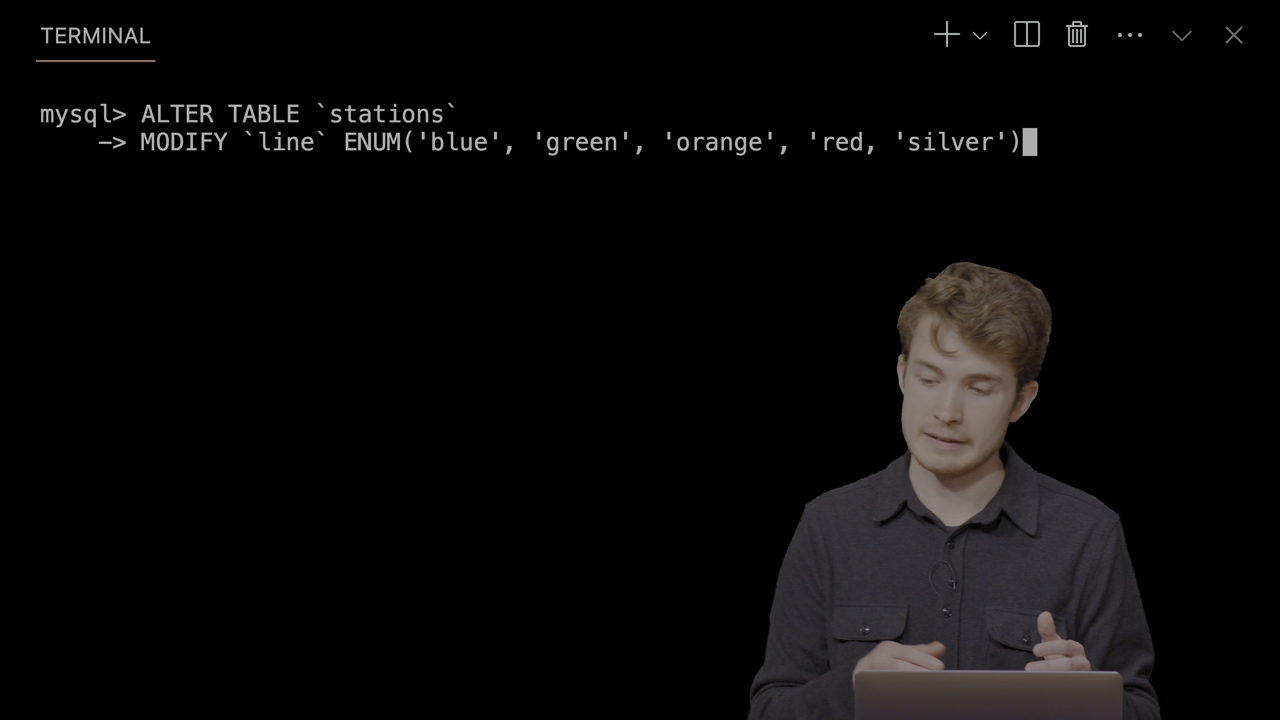 TERMINAL
mysql> ALTER TABLE `stations`
-> MODIFY `line` ENUM('blue', 'green', 'orange', 'red, 'silver')